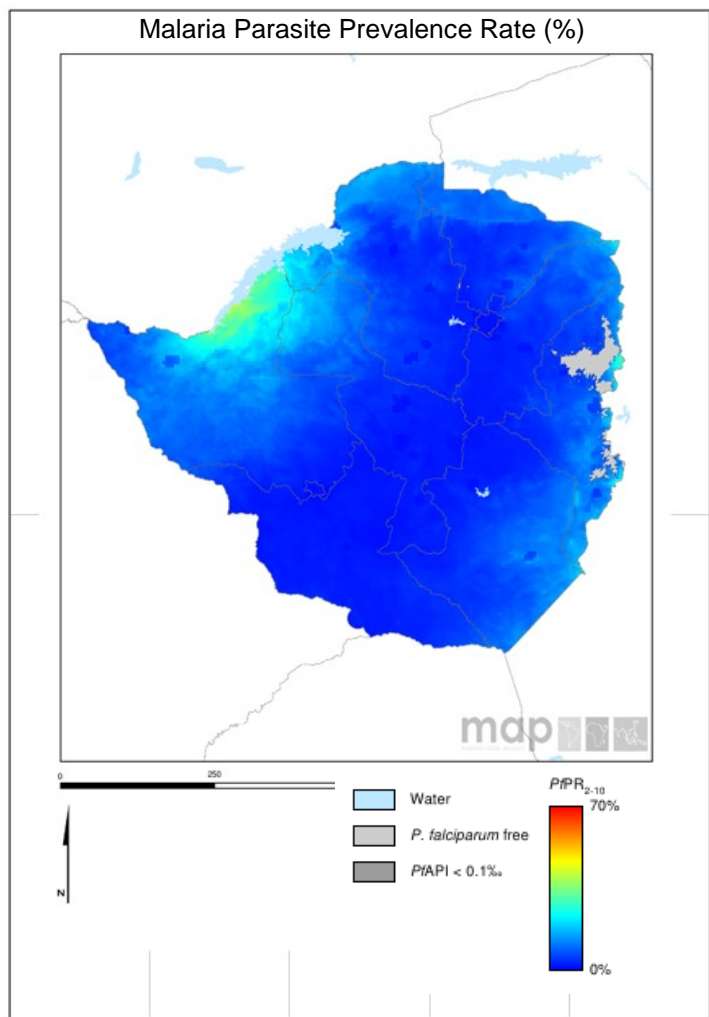 Malaria Parasite Prevalence Rate (%)
map
0 250
Water
P. falciparum free
PfAPI < 0.1‰
PfPR2-10
70%
0%
N